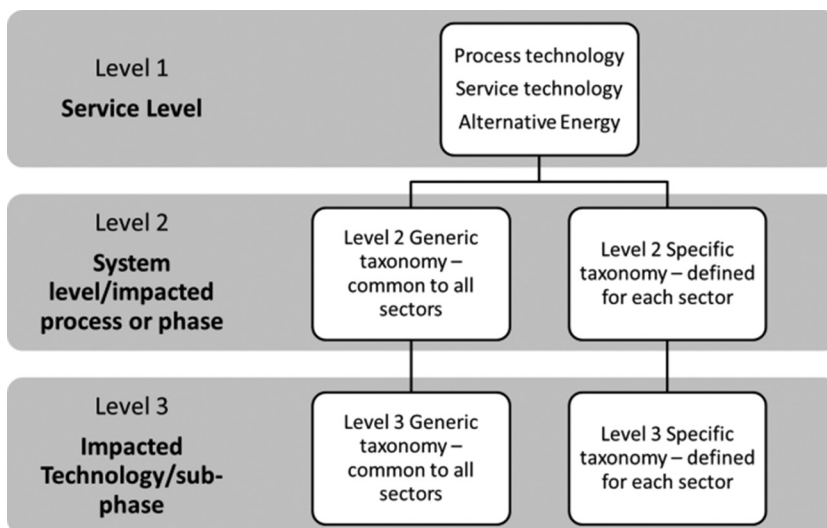 Level 1
Service Level
Process technology
Service technology
Alternative Energy
Level 2
System
level/impacted
process or phase
Level 2 Generic
taxonomy –
common to all
sectors
Level 2 Specific
taxonomy – defined
for each sector
Level 3
Impacted
Technology/sub-
phase
Level 3 Generic
taxonomy –
common to all
sectors
Level 3 Specific
taxonomy – defined
for each sector